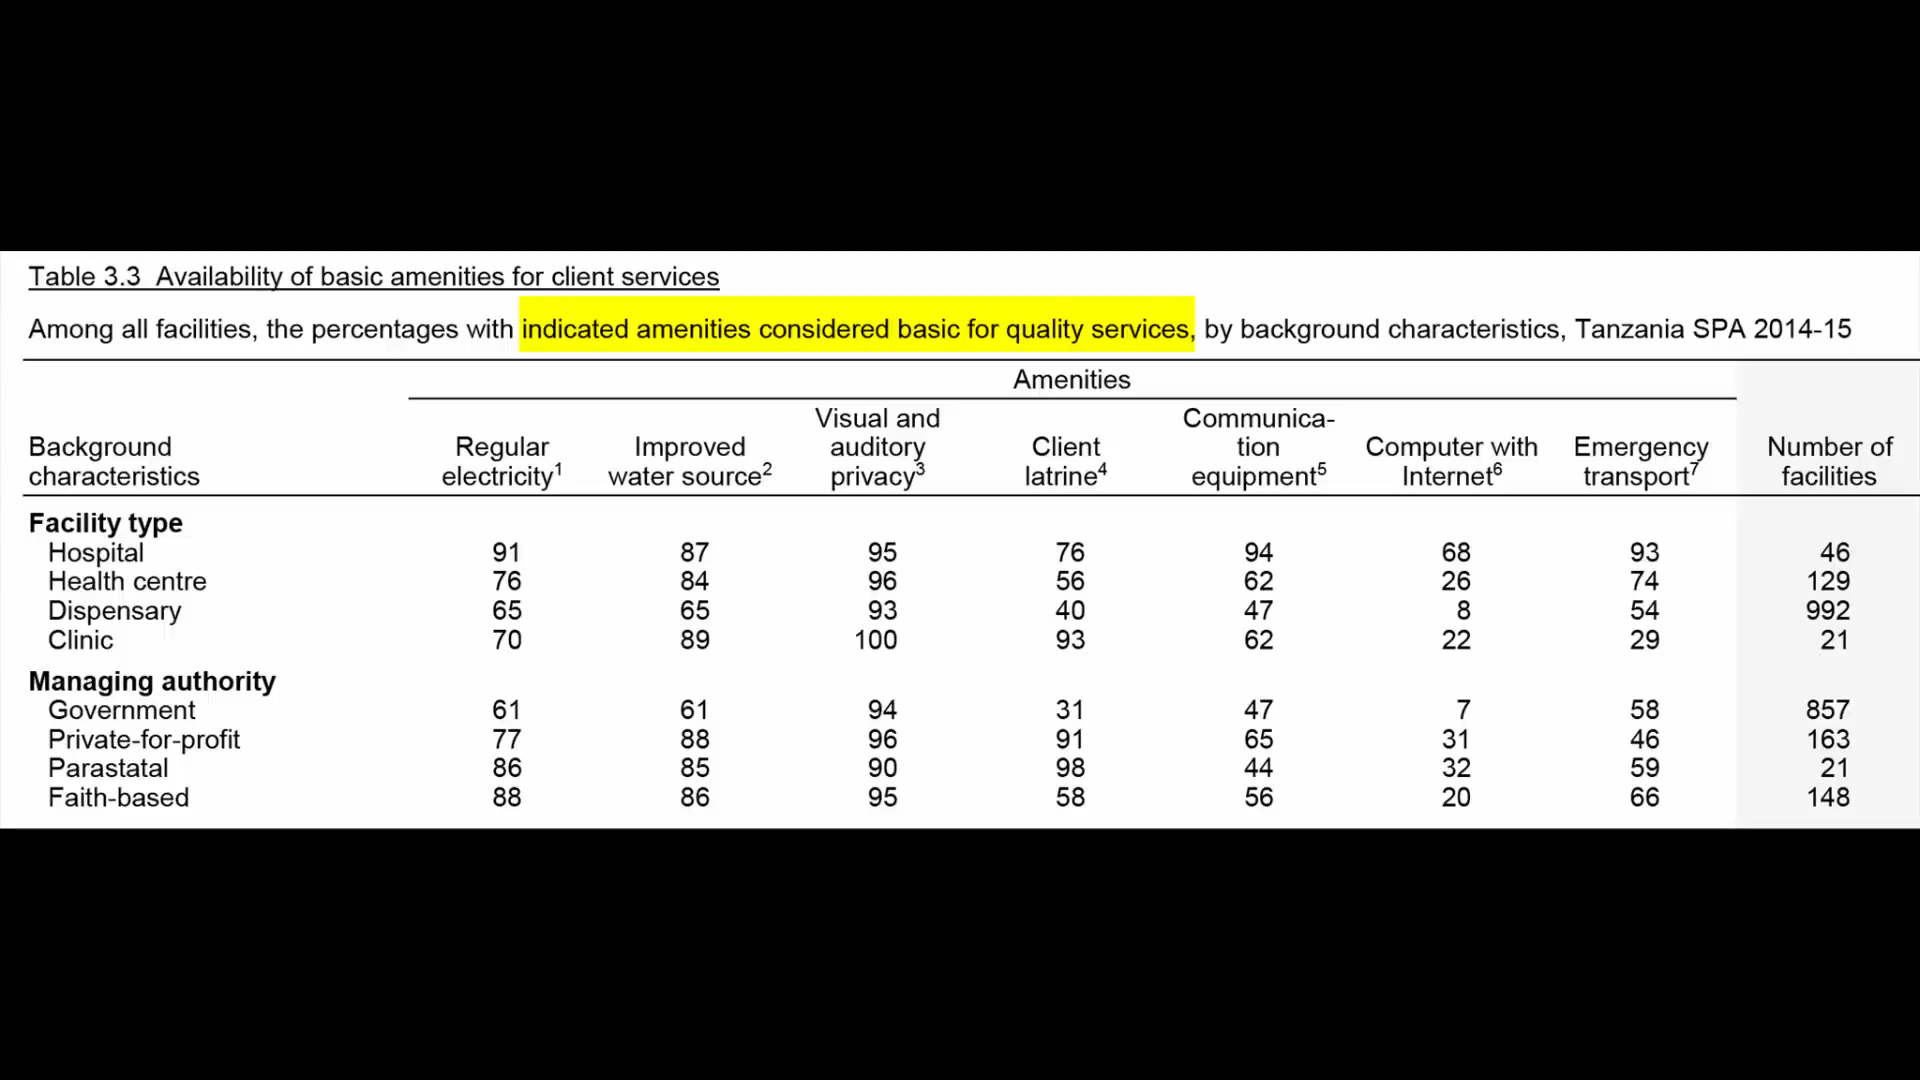 Table 3.3 Availability of basic amenities for client services
Among all facilities, the percentages with indicated amenities considered basic for quality services, by background characteristics, Tanzania SPA 2014-15
Amenities
Background characteristics Regular electricity1 Improved water source2 Visual and auditory privacy3 Client latrine4 Communica-tion equipment5 Computer with Internet6 Emergency transport7 Number of facilities
Facility type
Hospital 91 87 95 76 94 68 93 46
Health centre 76 84 96 56 62 26 74 129
Dispensary 65 65 93 40 47 8 54 992
Clinic 70 89 100 93 62 22 29 21
Managing authority
Government 61 61 94 31 47 7 58 857
Private-for-profit 77 88 96 91 65 31 46 163
Parastatal 86 85 90 98 44 32 59 21
Faith-based 88 86 95 58 56 20 66 148